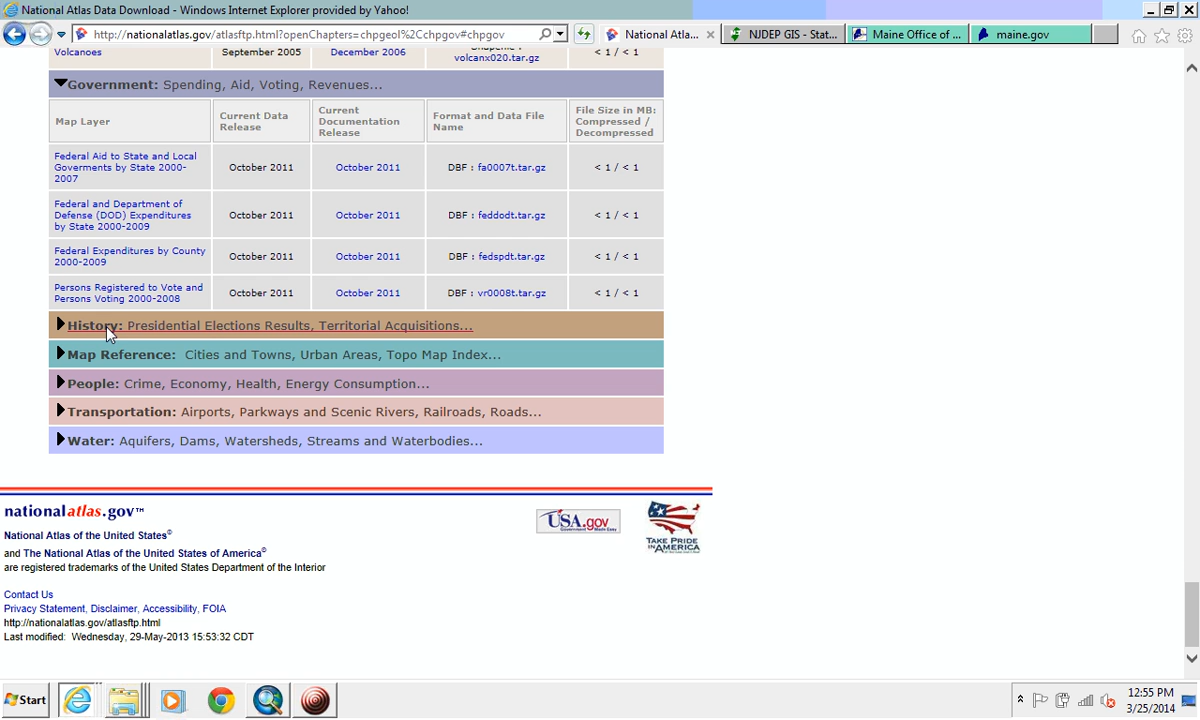 National Atlas Data Download - Windows Internet Explorer provided by Yahoo!
http://nationalatlas.gov/atlasftp.html?openChapters=chpgeol%2Cchpgov#chpgov
National Atla...
NJDEP GIS - Stat...
Maine Office of ...
maine.gov
Volcanoes
September 2005
December 2006
volcanx020.tar.gz
< 1 / < 1
Government: Spending, Aid, Voting, Revenues...
Map Layer
Current Data
Release
Current
Documentation
Release
Format and Data File
Name
File Size in MB:
Compressed /
Decompressed
Federal Aid to State and Local
Goverments by State 2000-
2007
October 2011
October 2011
DBF : fa0007t.tar.gz
< 1 / < 1
Federal and Department of
Defense (DOD) Expenditures
by State 2000-2009
October 2011
October 2011
DBF : feddodt.tar.gz
< 1 / < 1
Federal Expenditures by County
2000-2009
October 2011
October 2011
DBF : fedspdt.tar.gz
< 1 / < 1
Persons Registered to Vote and
Persons Voting 2000-2008
October 2011
October 2011
DBF : vr0008t.tar.gz
< 1 / < 1
History: Presidential Elections Results, Territorial Acquisitions...
Map Reference: Cities and Towns, Urban Areas, Topo Map Index...
People: Crime, Economy, Health, Energy Consumption...
Transportation: Airports, Parkways and Scenic Rivers, Railroads, Roads...
Water: Aquifers, Dams, Watersheds, Streams and Waterbodies...
nationalatlas.gov™
National Atlas of the United States®
and The National Atlas of the United States of America®
are registered trademarks of the United States Department of the Interior
USA.gov
TAKE PRIDE
IN AMERICA
Contact Us
Privacy Statement, Disclaimer, Accessibility, FOIA
http://nationalatlas.gov/atlasftp.html
Last modified: Wednesday, 29-May-2013 15:53:32 CDT
Start
12:55 PM
3/25/2014